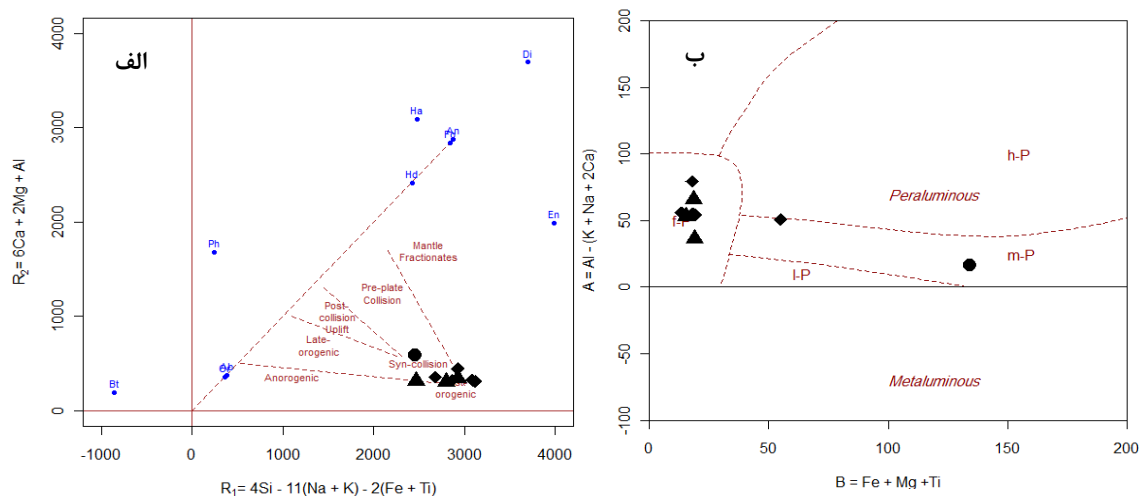 الف
4000
3000
2000
1000
0
R2= 6Ca + 2Mg + Al
Di
Ha
An
Hd
En
Ph
Mantle
Fractionates
Pre-plate
Collision
Post-
collision
Uplift
Late-
orogenic
Syn-collision
Anorogenic
orogenic
Bt
-1000 0 1000 2000 3000 4000
R1= 4Si - 11(Na + K) - 2(Fe + Ti)
ب
200
150
100
50
0
-50
-100
A = Al - (K + Na + 2Ca)
h-P
Peraluminous
m-P
l-P
Metaluminous
0 50 100 150 200
B = Fe + Mg +Ti